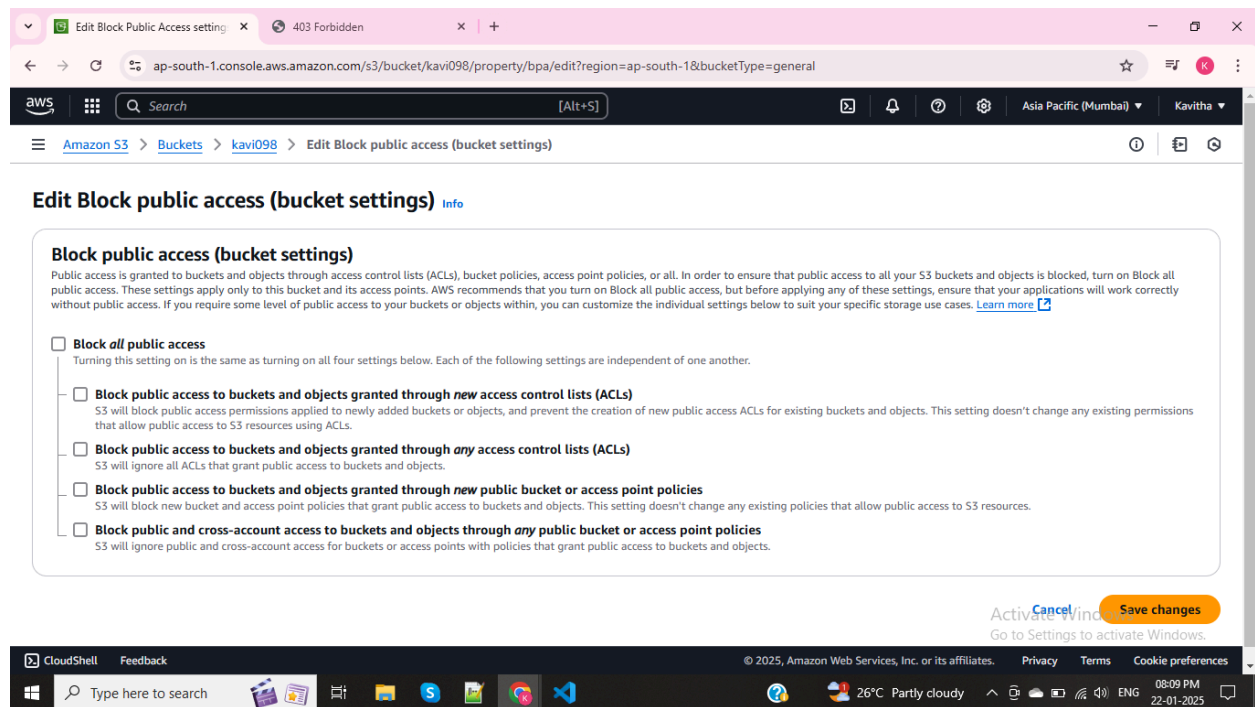 Edit Block Public Access setting
403 Forbidden
ap-south-1.console.aws.amazon.com/s3/bucket/kavi098/property/bpa/edit?region=ap-south-1&bucketType=general
K
aws
Search
[Alt+S]
Asia Pacific (Mumbai) ▼
Kavitha ▼
Amazon S3 > Buckets > kavi098 > Edit Block public access (bucket settings)
Edit Block public access (bucket settings) Info
Block public access (bucket settings)
Public access is granted to buckets and objects through access control lists (ACLs), bucket policies, access point policies, or all. In order to ensure that public access to all your S3 buckets and objects is blocked, turn on Block all
public access. These settings apply only to this bucket and its access points. AWS recommends that you turn on Block all public access, but before applying any of these settings, ensure that your applications will work correctly
without public access. If you require some level of public access to your buckets or objects within, you can customize the individual settings below to suit your specific storage use cases. Learn more
Block all public access
Turning this setting on is the same as turning on all four settings below. Each of the following settings are independent of one another.
Block public access to buckets and objects granted through new access control lists (ACLs)
S3 will block public access permissions applied to newly added buckets or objects, and prevent the creation of new public access ACLs for existing buckets and objects. This setting doesn't change any existing permissions
that allow public access to S3 resources using ACLs.
Block public access to buckets and objects granted through any access control lists (ACLs)
S3 will ignore all ACLs that grant public access to buckets and objects.
Block public access to buckets and objects granted through new public bucket or access point policies
S3 will block new bucket and access point policies that grant public access to buckets and objects. This setting doesn't change any existing policies that allow public access to S3 resources.
Block public and cross-account access to buckets and objects through any public bucket or access point policies
S3 will ignore public and cross-account access for buckets or access points with policies that grant public access to buckets and objects.
Cancel
Save changes
Activate Windows
Go to Settings to activate Windows.
CloudShell
Feedback
© 2025, Amazon Web Services, Inc. or its affiliates.
Privacy
Terms
Cookie preferences
Type here to search
26°C Partly cloudy
ENG
08:09 PM
22-01-2025